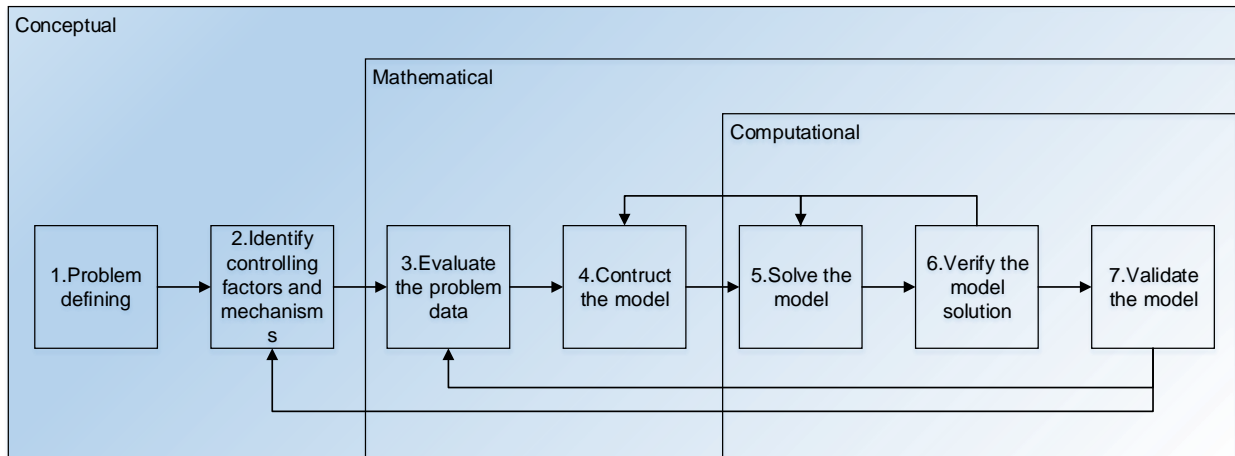 Conceptual
Mathematical
Computational
1.Problem
defining
2.Identify
controlling
factors and
mechanism
s
3.Evaluate
the problem
data
4.Contruct
the model
5.Solve the
model
6.Verify the
model
solution
7.Validate
the model